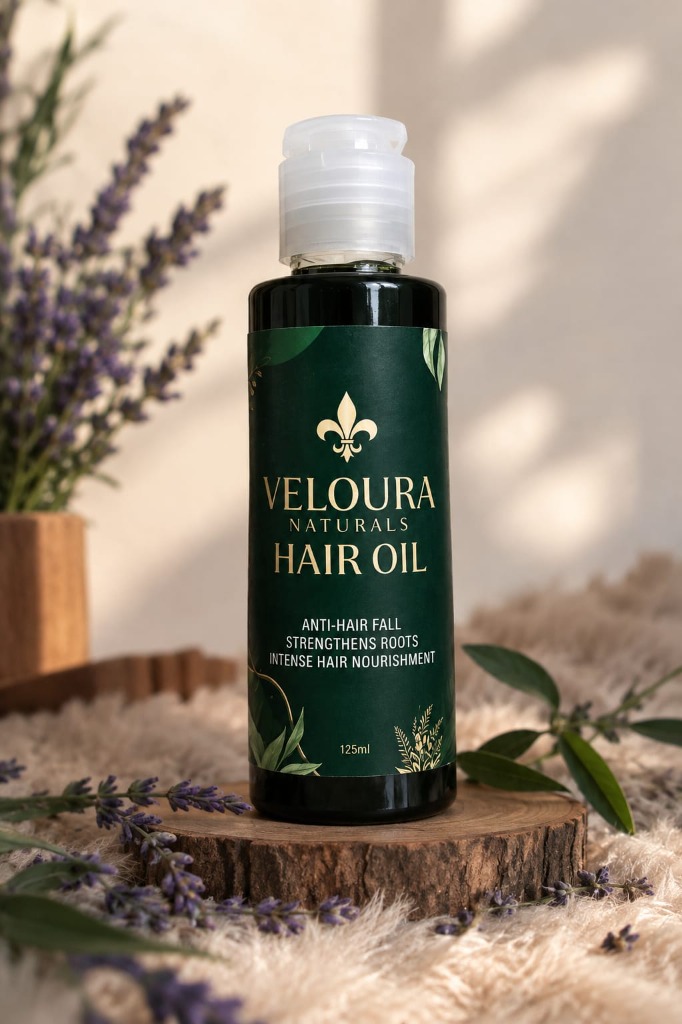 VELOURA
NATURALS
HAIR OIL
ANTI-HAIR FALL
STRENGTHENS ROOTS
INTENSE HAIR NOURISHMENT
125ml